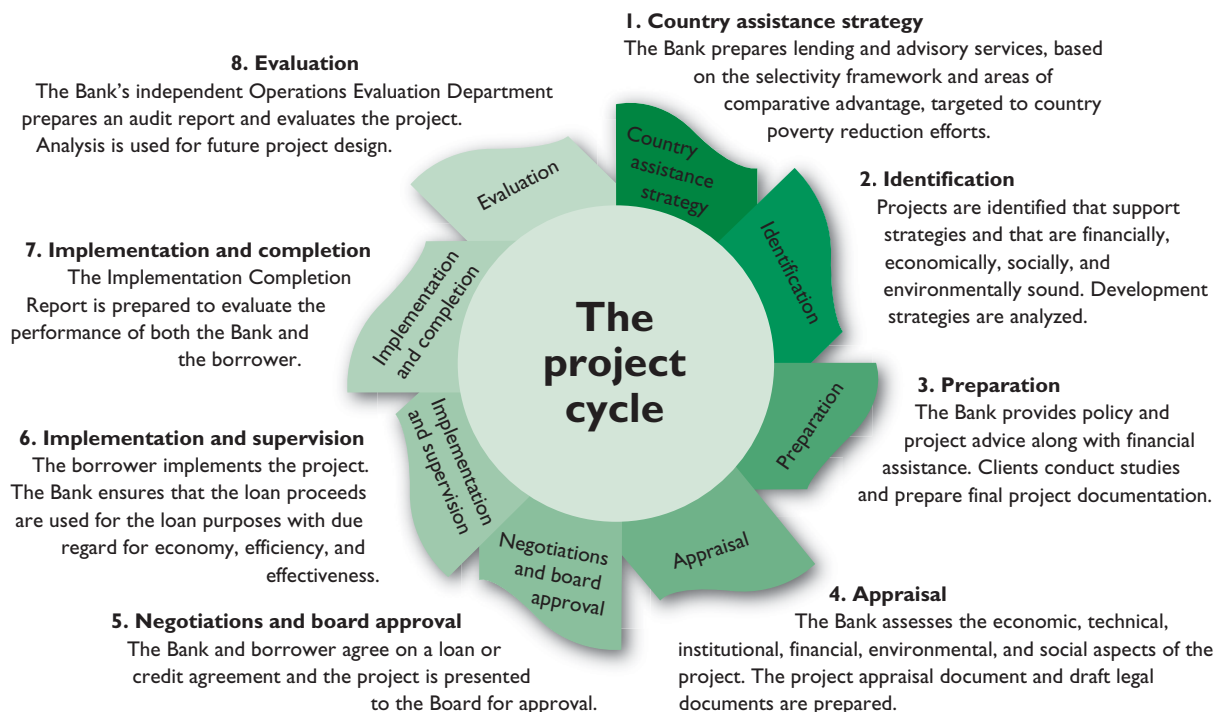 1. Country assistance strategy
The Bank prepares lending and advisory services, based
on the selectivity framework and areas of
comparative advantage, targeted to country
poverty reduction efforts.
2. Identification
Projects are identified that support
strategies and that are financially,
economically, socially, and
environmentally sound. Development
strategies are analyzed.
3. Preparation
The Bank provides policy and
project advice along with financial
assistance. Clients conduct studies
and prepare final project documentation.
4. Appraisal
The Bank assesses the economic, technical,
institutional, financial, environmental, and social aspects of the
project. The project appraisal document and draft legal
documents are prepared.
5. Negotiations and board approval
The Bank and borrower agree on a loan or
credit agreement and the project is presented
to the Board for approval.
6. Implementation and supervision
The borrower implements the project.
The Bank ensures that the loan proceeds
are used for the loan purposes with due
regard for economy, efficiency, and
effectiveness.
7. Implementation and completion
The Implementation Completion
Report is prepared to evaluate the
performance of both the Bank and
the borrower.
8. Evaluation
The Bank's independent Operations Evaluation Department
prepares an audit report and evaluates the project.
Analysis is used for future project design.
The
project
cycle
Country
assistance
strategy
Identification
Preparation
Appraisal
Negotiations
and board
approval
Implementation
and supervision
Implementation
and completion
Evaluation